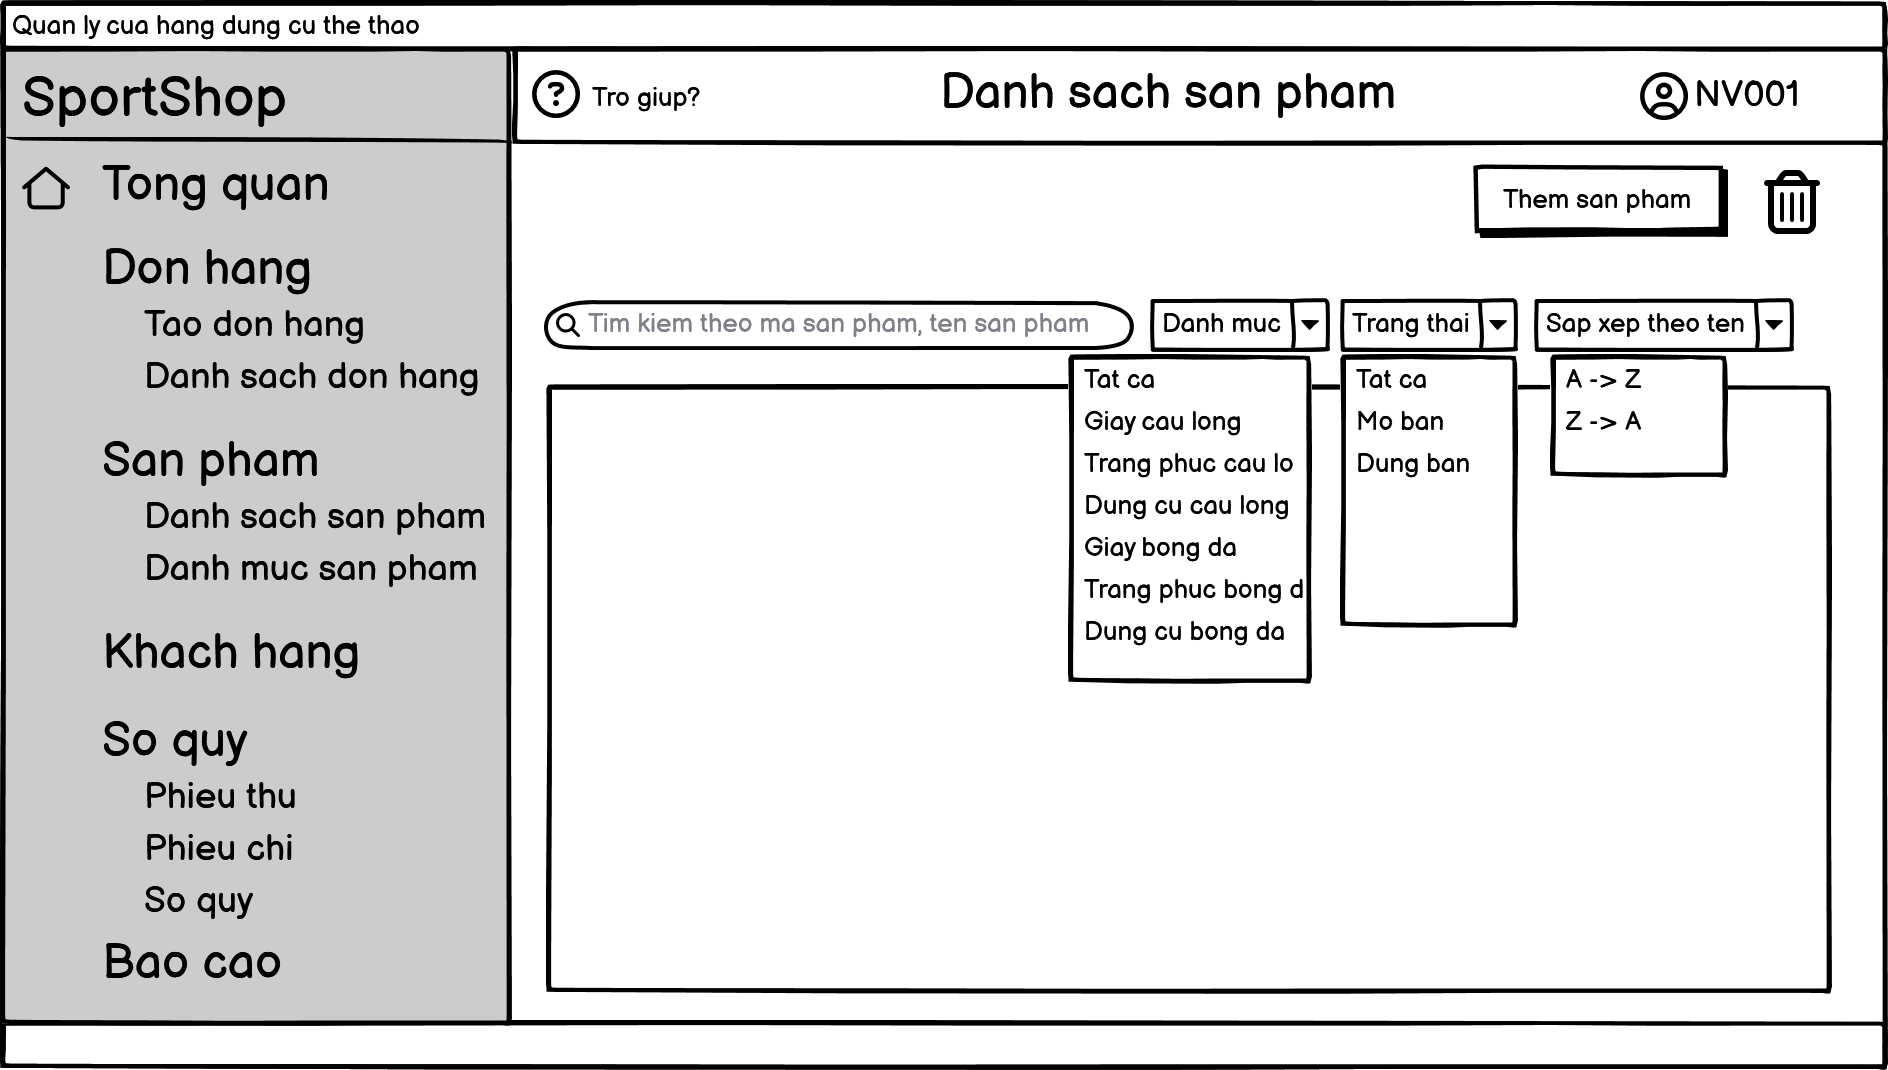 Quan ly cua hang dung cu the thao
SportShop
Tong quan
Don hang
Tao don hang
Danh sach don hang
San pham
Danh sach san pham
Danh muc san pham
Khach hang
So quy
Phieu thu
Phieu chi
So quy
Bao cao
? Tro giup?
Danh sach san pham
NV001
Them san pham
Tim kiem theo ma san pham, ten san pham
Danh muc
Trang thai
Sap xep theo ten
Tat ca
Giay cau long
Trang phuc cau lo
Dung cu cau long
Giay bong da
Trang phuc bong d
Dung cu bong da
Tat ca
Mo ban
Dung ban
A -> Z
Z -> A